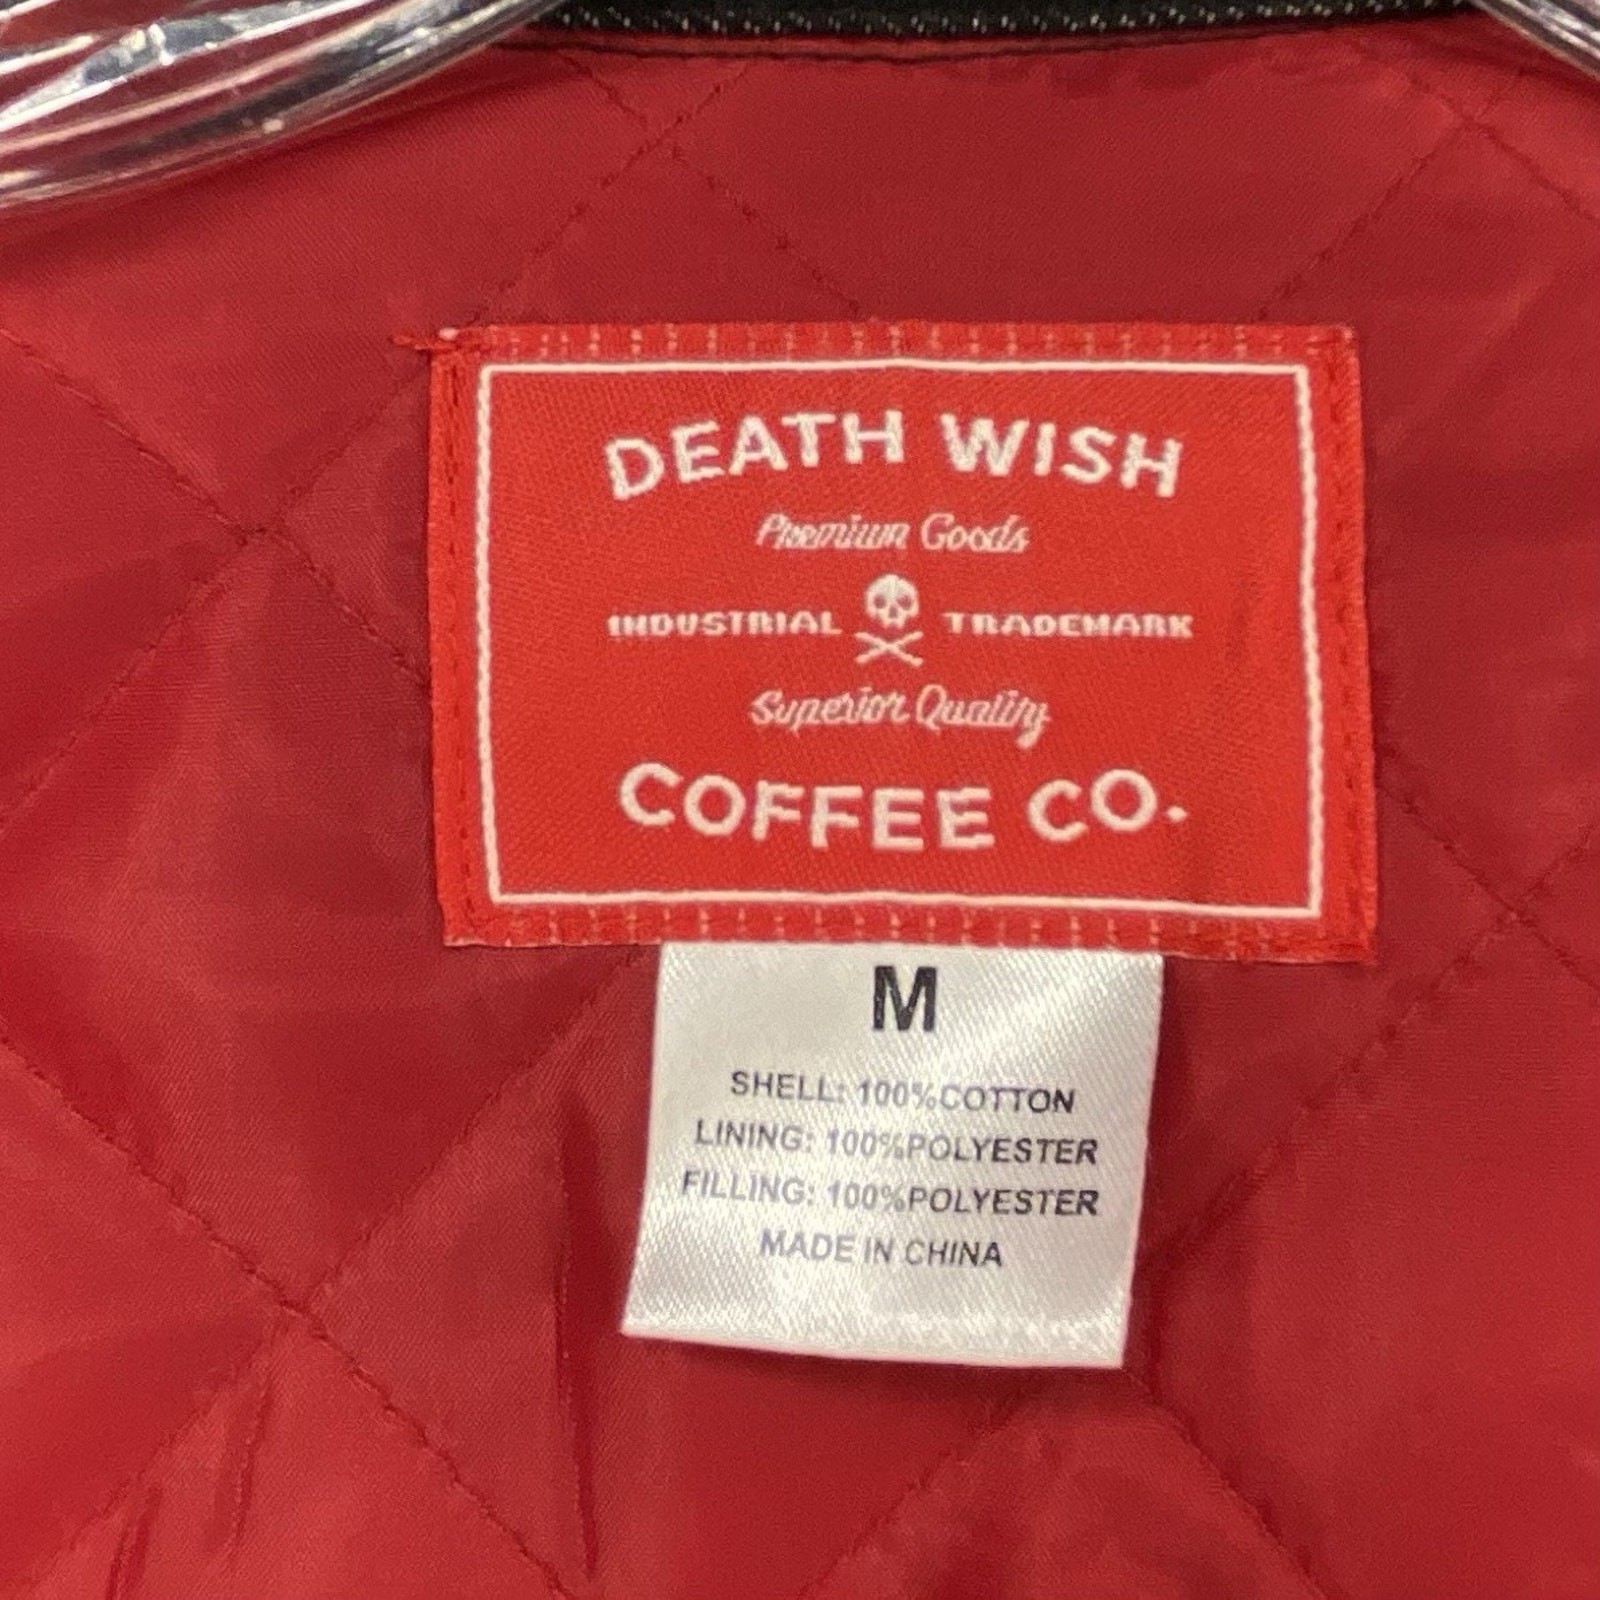 DEATH WISH
Premium Goods
INDUSTRIAL TRADEMARK
Superior Quality
COFFEE CO.
M
SHELL: 100%COTTON
LINING: 100%POLYESTER
FILLING: 100%POLYESTER
MADE IN CHINA